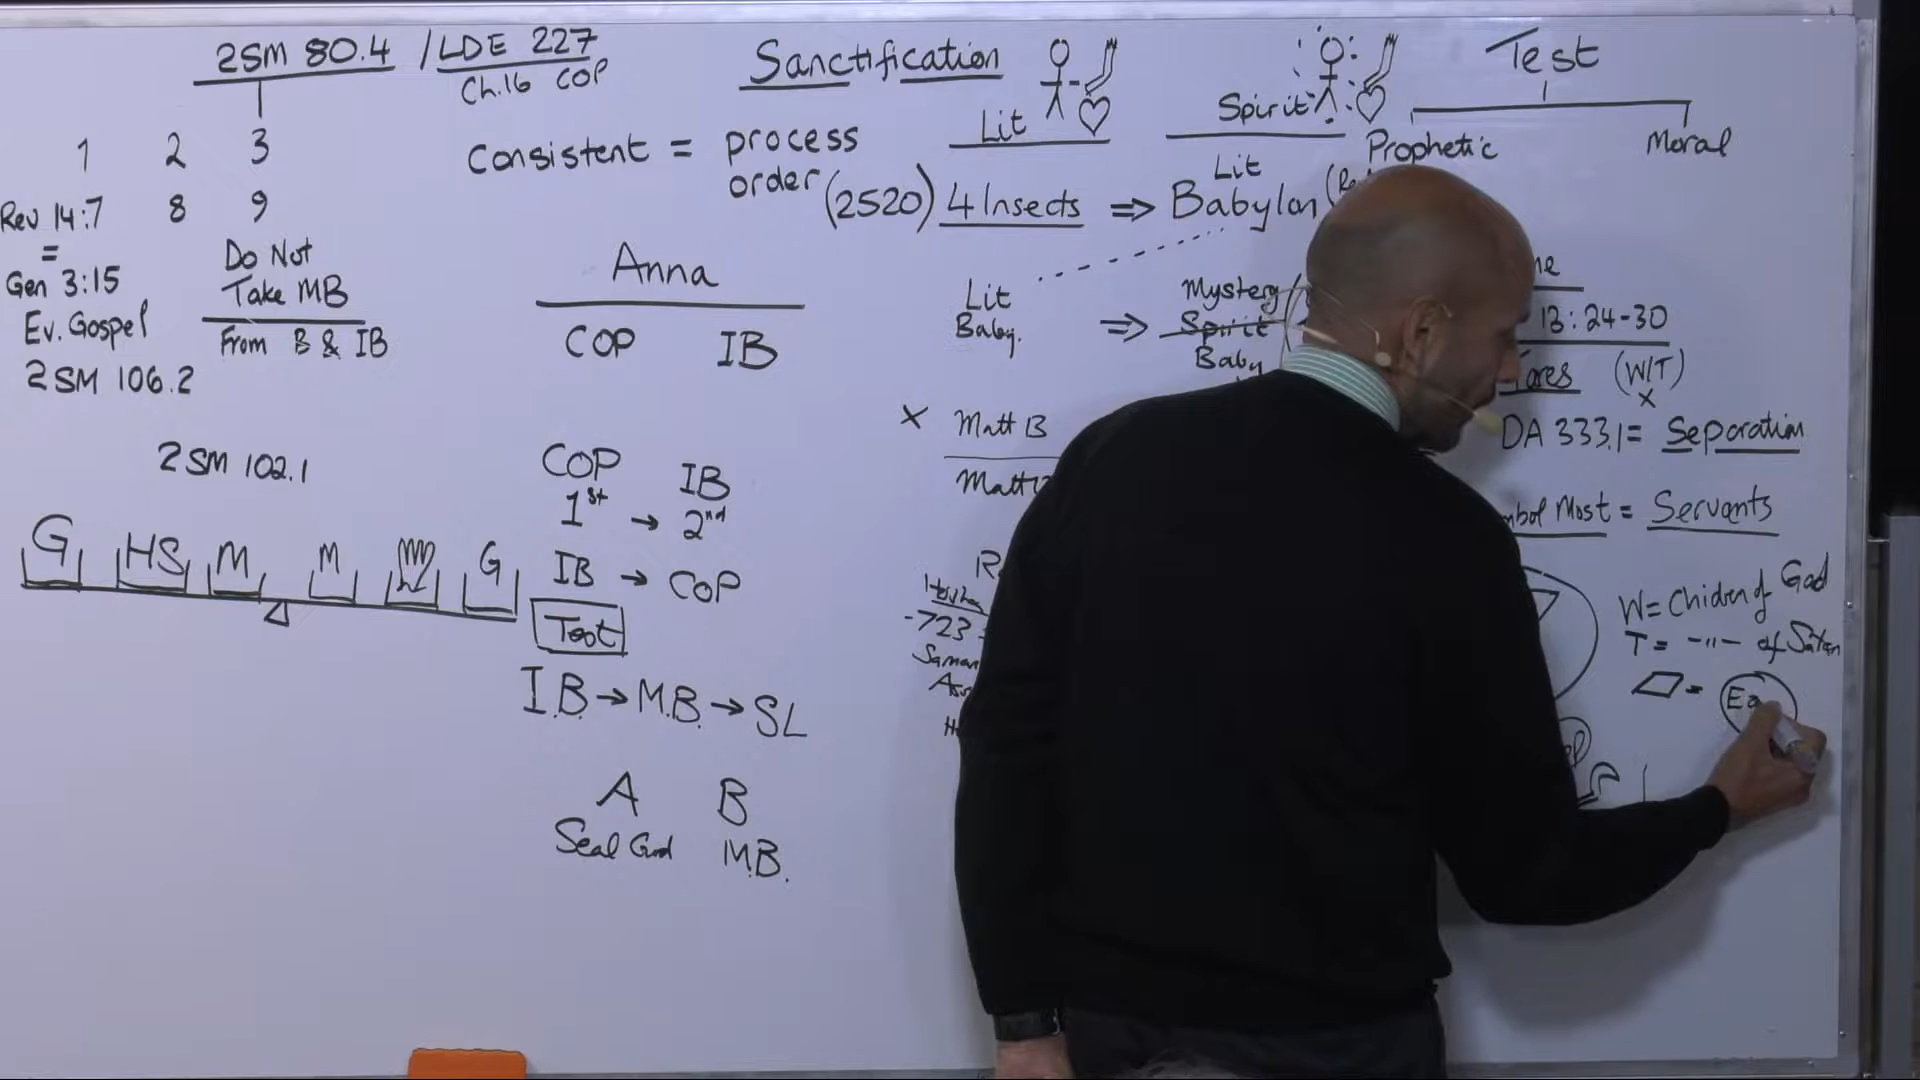 2SM 80.4 / LDE 227
Ch.16 COP
1 2 3
Rev 14:7 8 9
=
Gen 3:15
Ev. Gospel
2SM 106.2
Do Not
Take MB
From B & IB
2SM 102.1
G HS M M G
Sanctification
Consistent = process
order
Anna
COP IB
COP IB
1st → 2nd
IB → COP
Test
I.B. → M.B. → SL
A B
Seal God M.B.
Lit
Spirit
(2520) 4 Insects ⇒ Lit
Babylon
Lit
Baby. ⇒ Mystery
Spirit
Baby
X Matt 13
-723
Test
Prophetic Moral
13:24-30
Tares (W/T)
X
DA 333.1 = Separation
Most = Servants
W = Chidren of God
T = -"- of Satan
= Ea